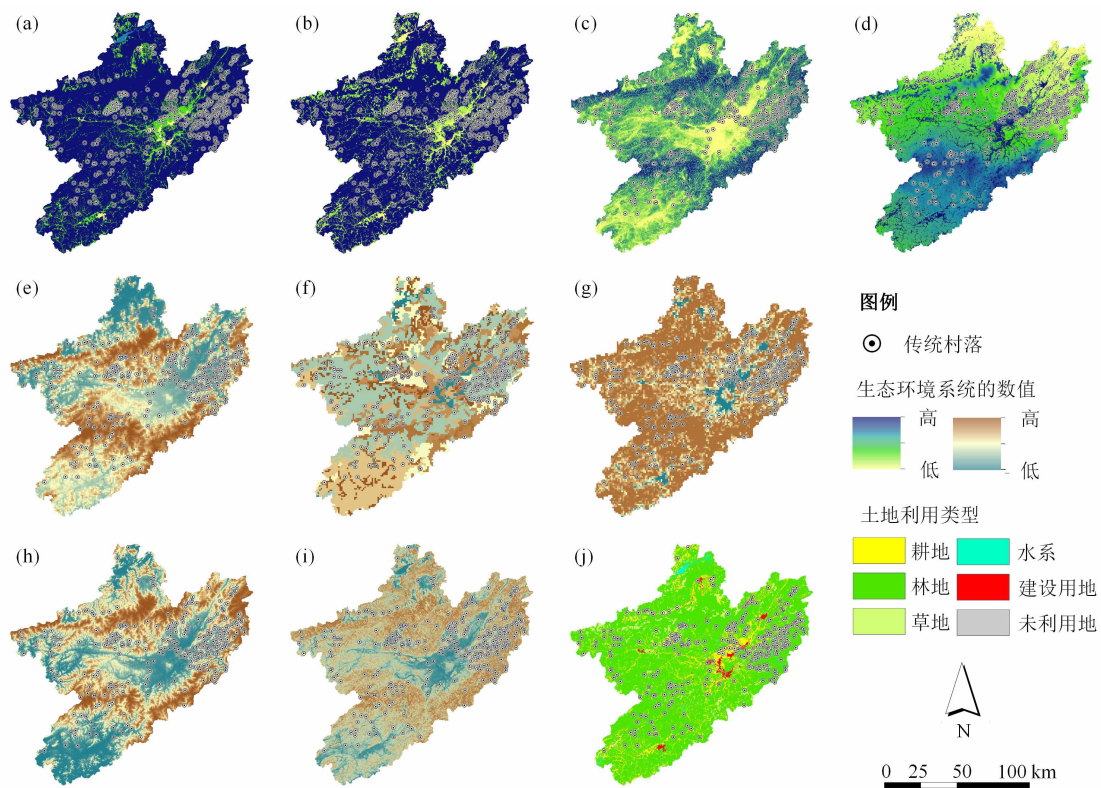 (a)
(b)
(c)
(d)
(e)
(f)
(g)
(h)
(i)
(j)
图例
传统村落
生态环境系统的数值
高 高
低 低
土地利用类型
耕地 水系
林地 建设用地
草地 未利用地
N
0 25 50 100 km